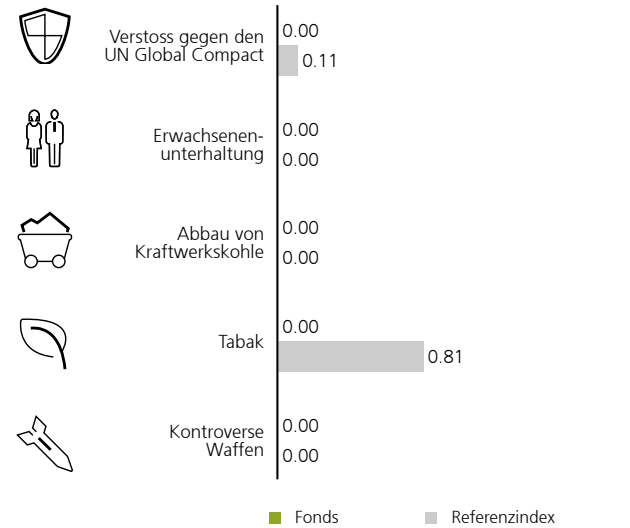 Verstoss gegen den
UN Global Compact
0.00
0.11
Erwachsenen-
unterhaltung
0.00
0.00
Abbau von
Kraftwerkskohle
0.00
0.00
Tabak
0.00
0.81
Kontroverse
Waffen
0.00
0.00
Fonds
Referenzindex